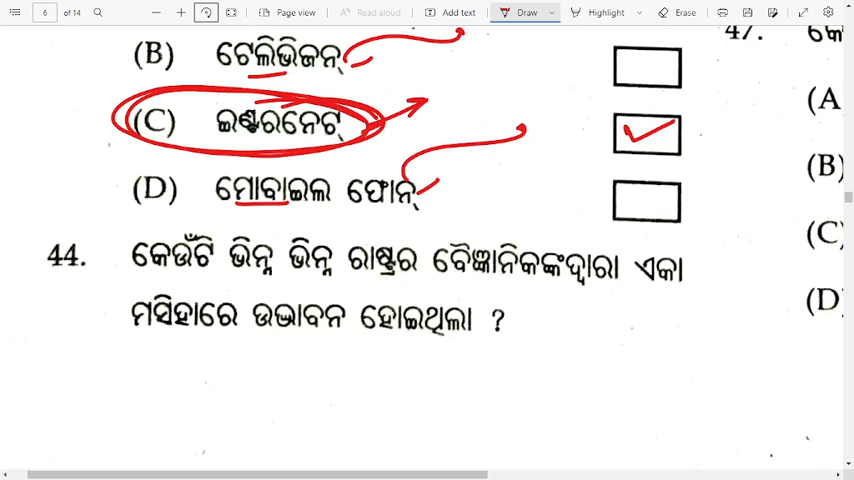 6 of 14 Page view Read aloud Add text Draw Highlight Erase
(B) ଟେଲିଭିଜନ୍
(C) ଇଣ୍ଟରନେଟ୍
(D) ମୋବାଇଲ ଫୋନ୍
44. କେଉଁଟି ଭିନ୍ନ ଭିନ୍ନ ରାଷ୍ଟ୍ରର ବୈଜ୍ଞାନିକଙ୍କଦ୍ୱାରା ଏକା
ମସିହାରେ ଉଦ୍ଭାବନ ହୋଇଥିଲା ?
47.
(A
(B)
(C)
(D)